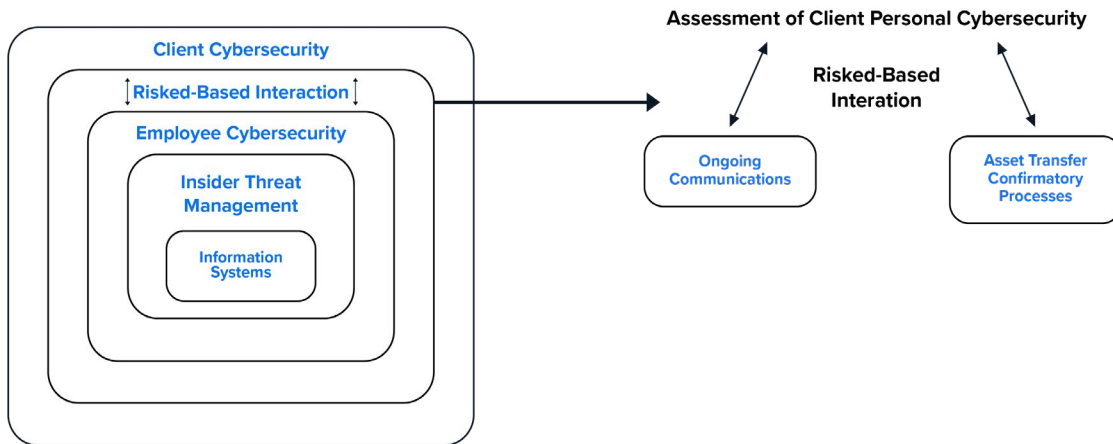 Client Cybersecurity
Risked-Based Interaction
Employee Cybersecurity
Insider Threat
Management
Information
Systems
Assessment of Client Personal Cybersecurity
Risked-Based
Interation
Ongoing
Communications
Asset Transfer
Confirmatory
Processes